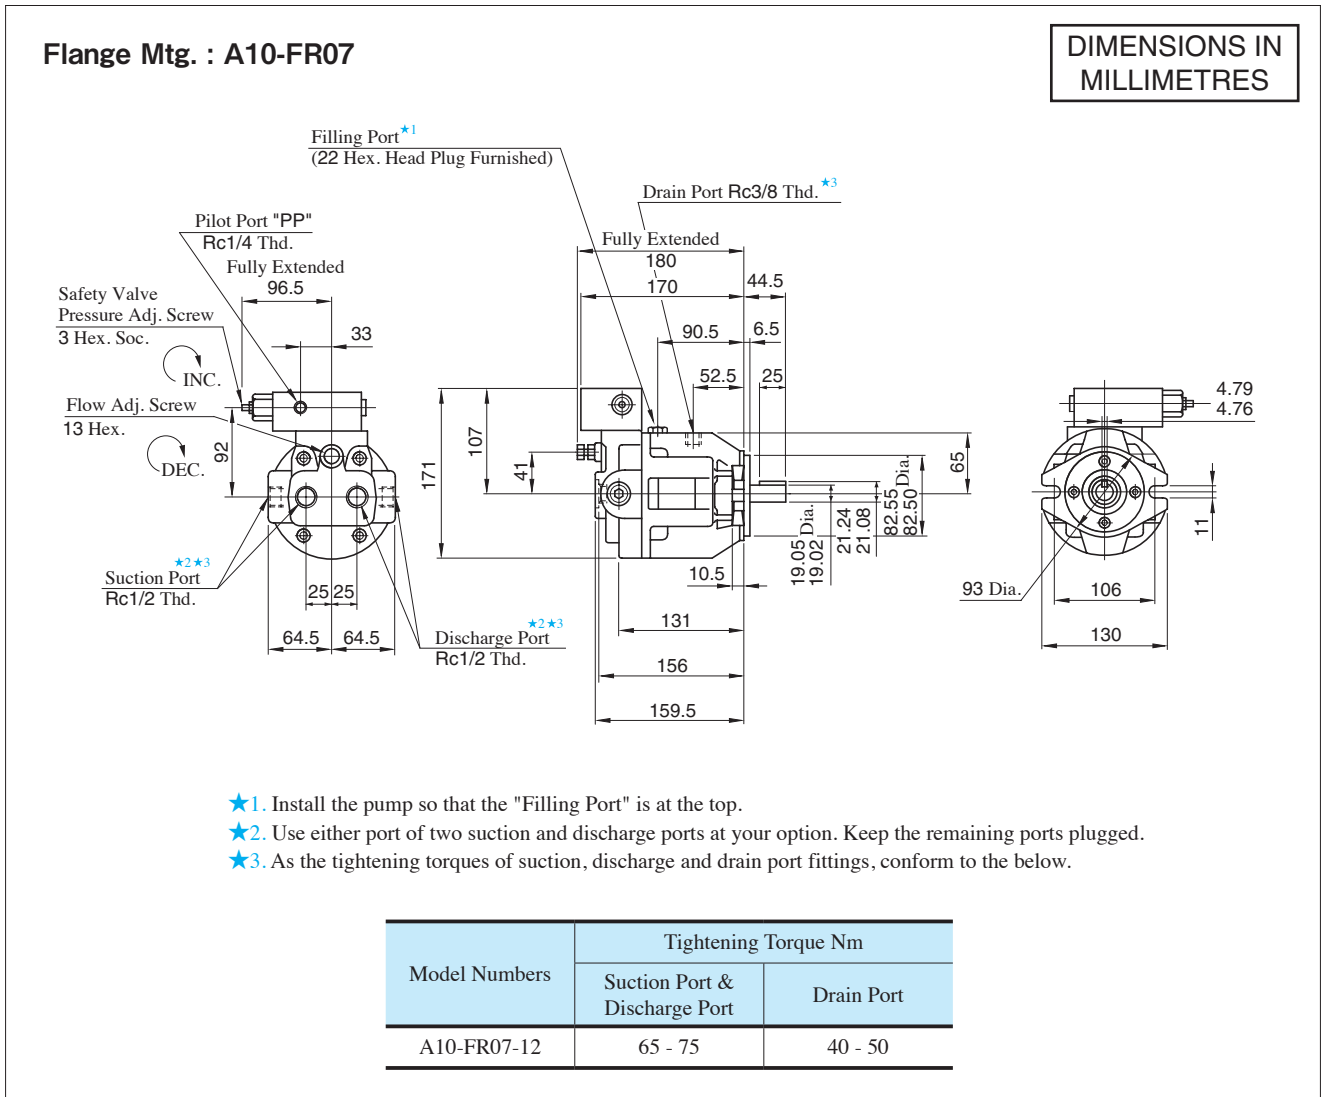 Flange Mtg. : A10-FR07
DIMENSIONS IN
MILLIMETRES
Filling Port★1
(22 Hex. Head Plug Furnished)
Drain Port Rc3/8 Thd.★3
Pilot Port "PP"
Rc1/4 Thd.
Fully Extended
96.5
Safety Valve
Pressure Adj. Screw
3 Hex. Soc.
33
INC.
Flow Adj. Screw
13 Hex.
DEC.
92
★2★3
Suction Port
Rc1/2 Thd.
25
25
64.5
64.5
★2★3
Discharge Port
Rc1/2 Thd.
Fully Extended
180
170
44.5
90.5
6.5
52.5
25
107
171
41
65
82.55
82.50 Dia.
21.24
21.08
19.05
19.02 Dia.
10.5
131
156
159.5
4.79
4.76
11
93 Dia.
106
130
★1. Install the pump so that the "Filling Port" is at the top.
★2. Use either port of two suction and discharge ports at your option. Keep the remaining ports plugged.
★3. As the tightening torques of suction, discharge and drain port fittings, conform to the below.
Model Numbers
Tightening Torque Nm
Suction Port &
Discharge Port
Drain Port
A10-FR07-12
65 - 75
40 - 50